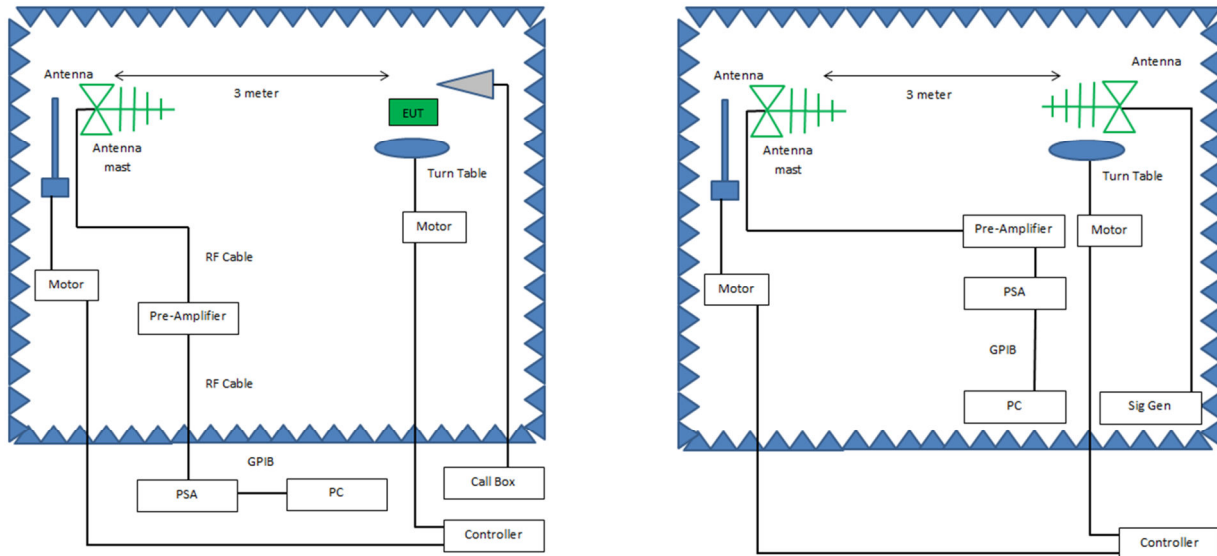 Antenna
3 meter
EUT
Antenna
mast
Turn Table
Motor
RF Cable
Motor
Pre-Amplifier
RF Cable
GPIB
PSA
PC
Call Box
Controller
Antenna
Antenna
3 meter
Antenna
mast
Turn Table
Pre-Amplifier
Motor
Motor
PSA
GPIB
PC
Sig Gen
Controller